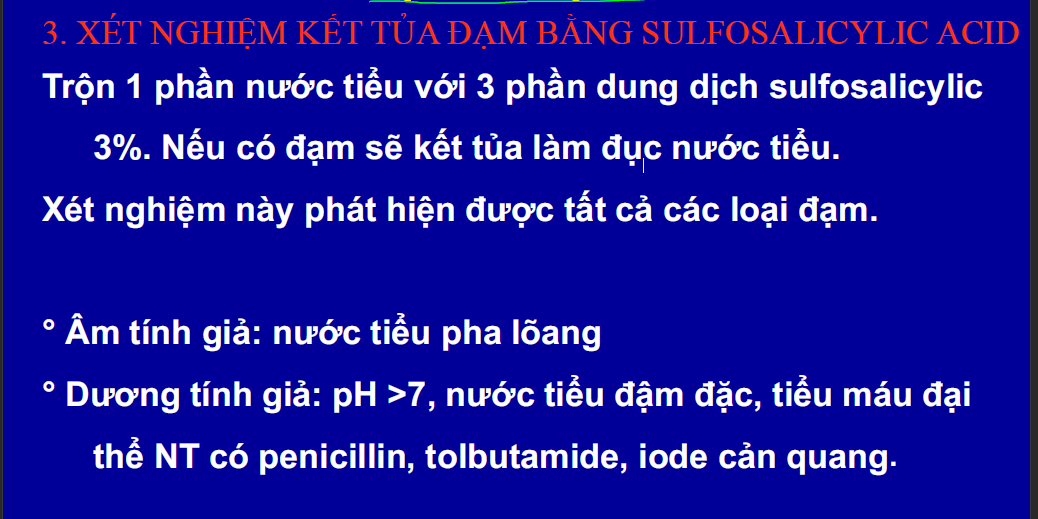 3. XÉT NGHIỆM KẾT TỦA ĐẠM BẰNG SULFOSALICYLIC ACID
Trộn 1 phần nước tiểu với 3 phần dung dịch sulfosalicylic
3%. Nếu có đạm sẽ kết tủa làm đục nước tiểu.
Xét nghiệm này phát hiện được tất cả các loại đạm.
° Âm tính giả: nước tiểu pha lõang
° Dương tính giả: pH >7, nước tiểu đậm đặc, tiểu máu đại
thể NT có penicillin, tolbutamide, iode cản quang.